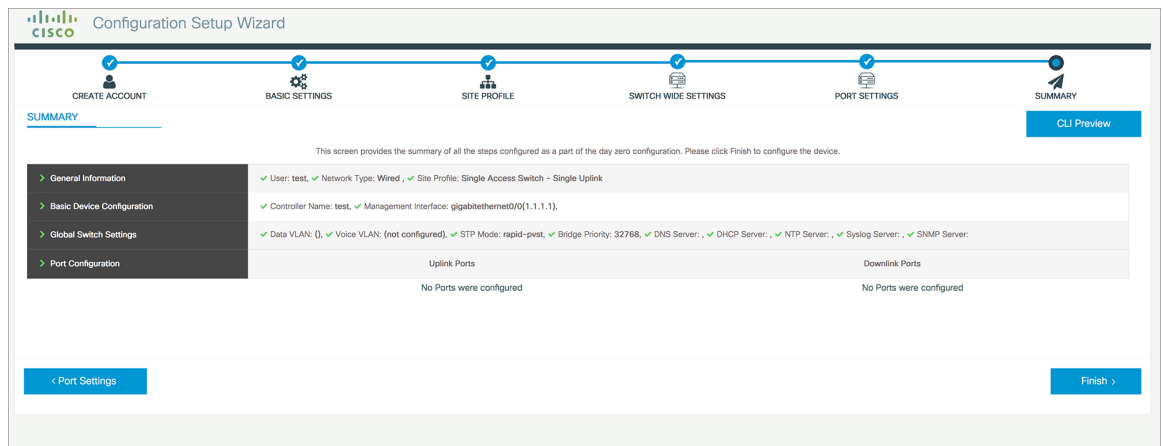 CISCO
Configuration Setup Wizard
CREATE ACCOUNT
BASIC SETTINGS
SITE PROFILE
SWITCH WIDE SETTINGS
PORT SETTINGS
SUMMARY
SUMMARY
CLI Preview
This screen provides the summary of all the steps configured as a part of the day zero configuration. Please click Finish to configure the device.
> General Information
✔ User: test, ✔ Network Type: Wired , ✔ Site Profile: Single Access Switch - Single Uplink
> Basic Device Configuration
✔ Controller Name: test, ✔ Management Interface: gigabitethernet0/0(1.1.1.1),
> Global Switch Settings
✔ Data VLAN: (), ✔ Voice VLAN: (not configured), ✔ STP Mode: rapid-pvst, ✔ Bridge Priority: 32768, ✔ DNS Server: , ✔ DHCP Server: , ✔ NTP Server: , ✔ Syslog Server: , ✔ SNMP Server:
> Port Configuration
Uplink Ports
Downlink Ports
No Ports were configured
No Ports were configured
< Port Settings
Finish >